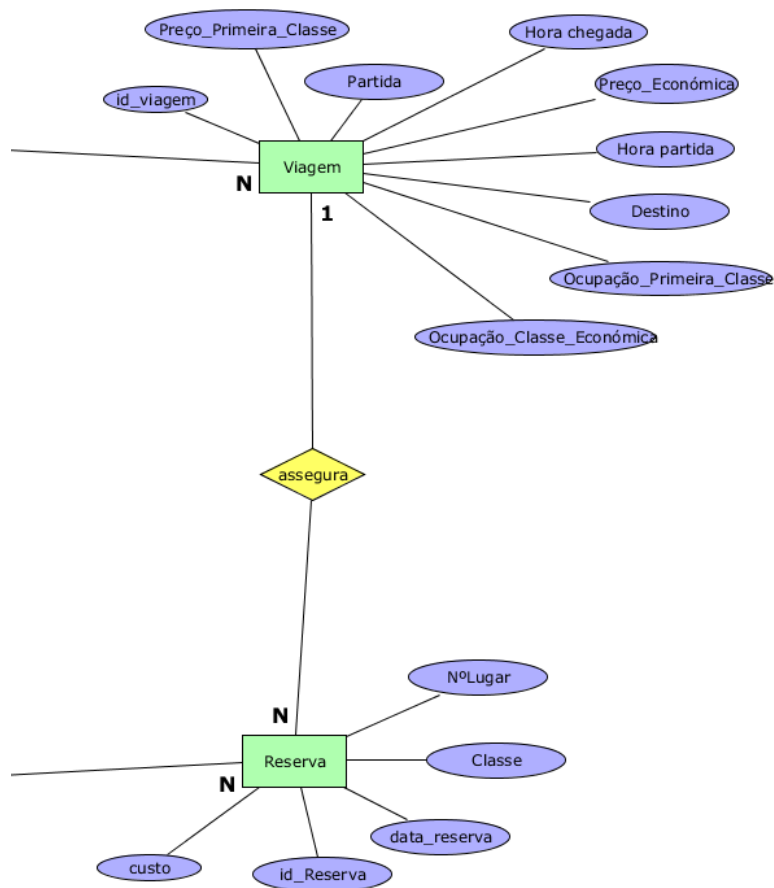 Preço_Primeira_Classe
Hora chegada
Partida
Preço_Económica
id_viagem
Hora partida
Viagem
N
1
Destino
Ocupação_Primeira_Classe
Ocupação_Classe_Económica
assegura
NºLugar
N
Reserva
Classe
N
data_reserva
custo
id_Reserva